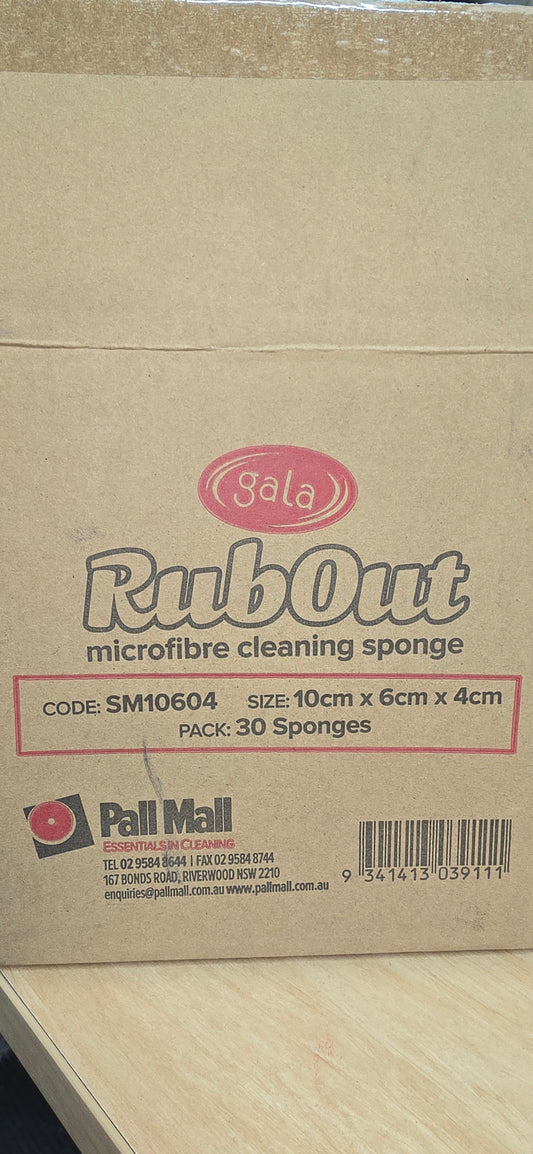 gala
RubOut
microfibre cleaning sponge
CODE: SM10604 SIZE: 10cm x 6cm x 4cm
PACK: 30 Sponges
Pall Mall
ESSENTIALS IN CLEANING
TEL 02 9584 8644 | FAX 02 9584 8744
167 BONDS ROAD, RIVERWOOD NSW 2210
enquiries@pallmall.com.au www.pallmall.com.au
9 341413 039111